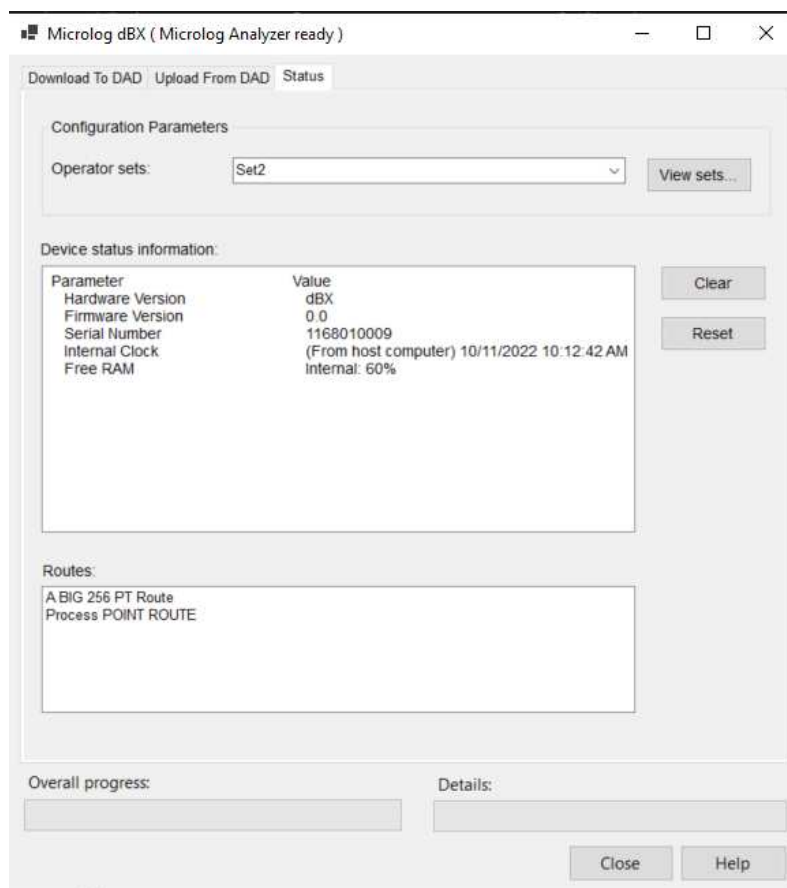 Microlog dBX ( Microlog Analyzer ready )
Download To DAD Upload From DAD Status
Configuration Parameters
Operator sets: Set2 View sets...
Device status information:
Parameter Value
Hardware Version dBX
Firmware Version 0.0
Serial Number 1168010009
Internal Clock (From host computer) 10/11/2022 10:12:42 AM
Free RAM Internal: 60%
Clear
Reset
Routes:
A BIG 256 PT Route
Process POINT ROUTE
Overall progress: Details:
Close Help